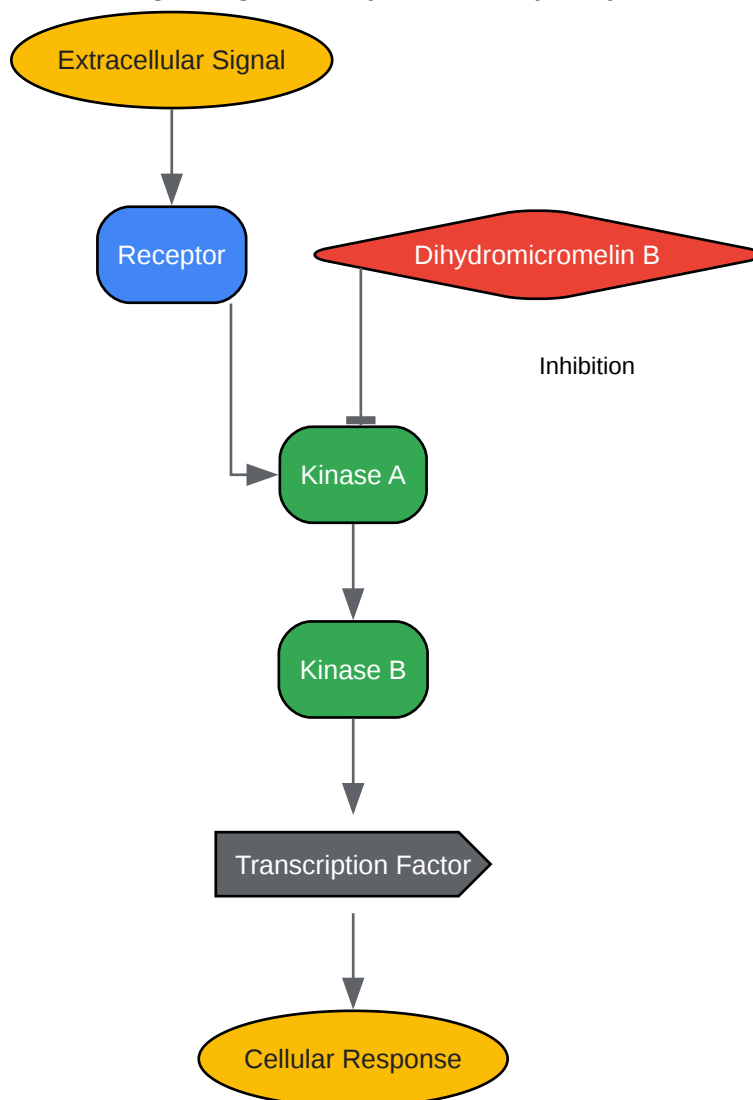 Extracellular Signal
Receptor
Dihydromicromelin B
Inhibition
Kinase A
Kinase B
Transcription Factor
Cellular Response